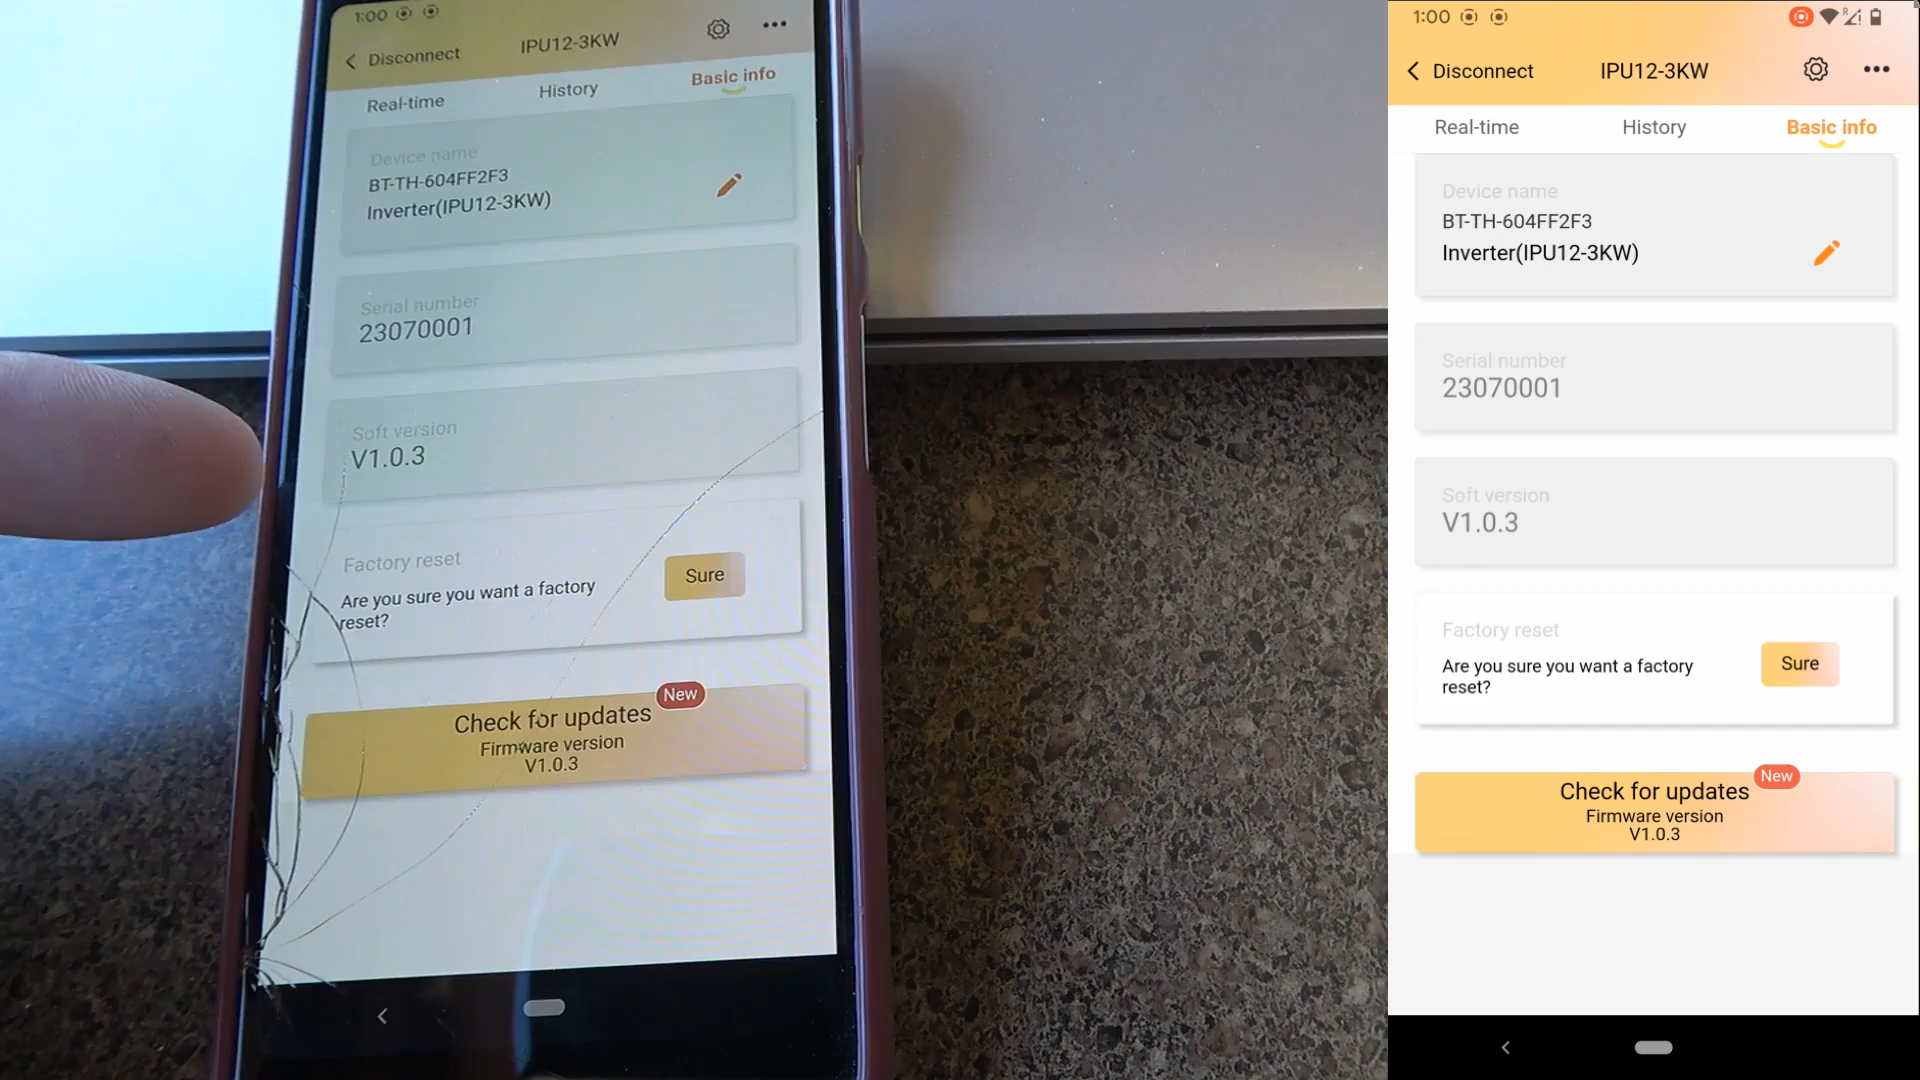 1:00
Disconnect
IPU12-3KW
Real-time
History
Basic info
Device name
BT-TH-604FF2F3
Inverter(IPU12-3KW)
Serial number
23070001
Soft version
V1.0.3
Factory reset
Are you sure you want a factory
reset?
Sure
New
Check for updates
Firmware version
V1.0.3
1:00
R
Disconnect
IPU12-3KW
Real-time
History
Basic info
Device name
BT-TH-604FF2F3
Inverter(IPU12-3KW)
Serial number
23070001
Soft version
V1.0.3
Factory reset
Are you sure you want a factory
reset?
Sure
New
Check for updates
Firmware version
V1.0.3